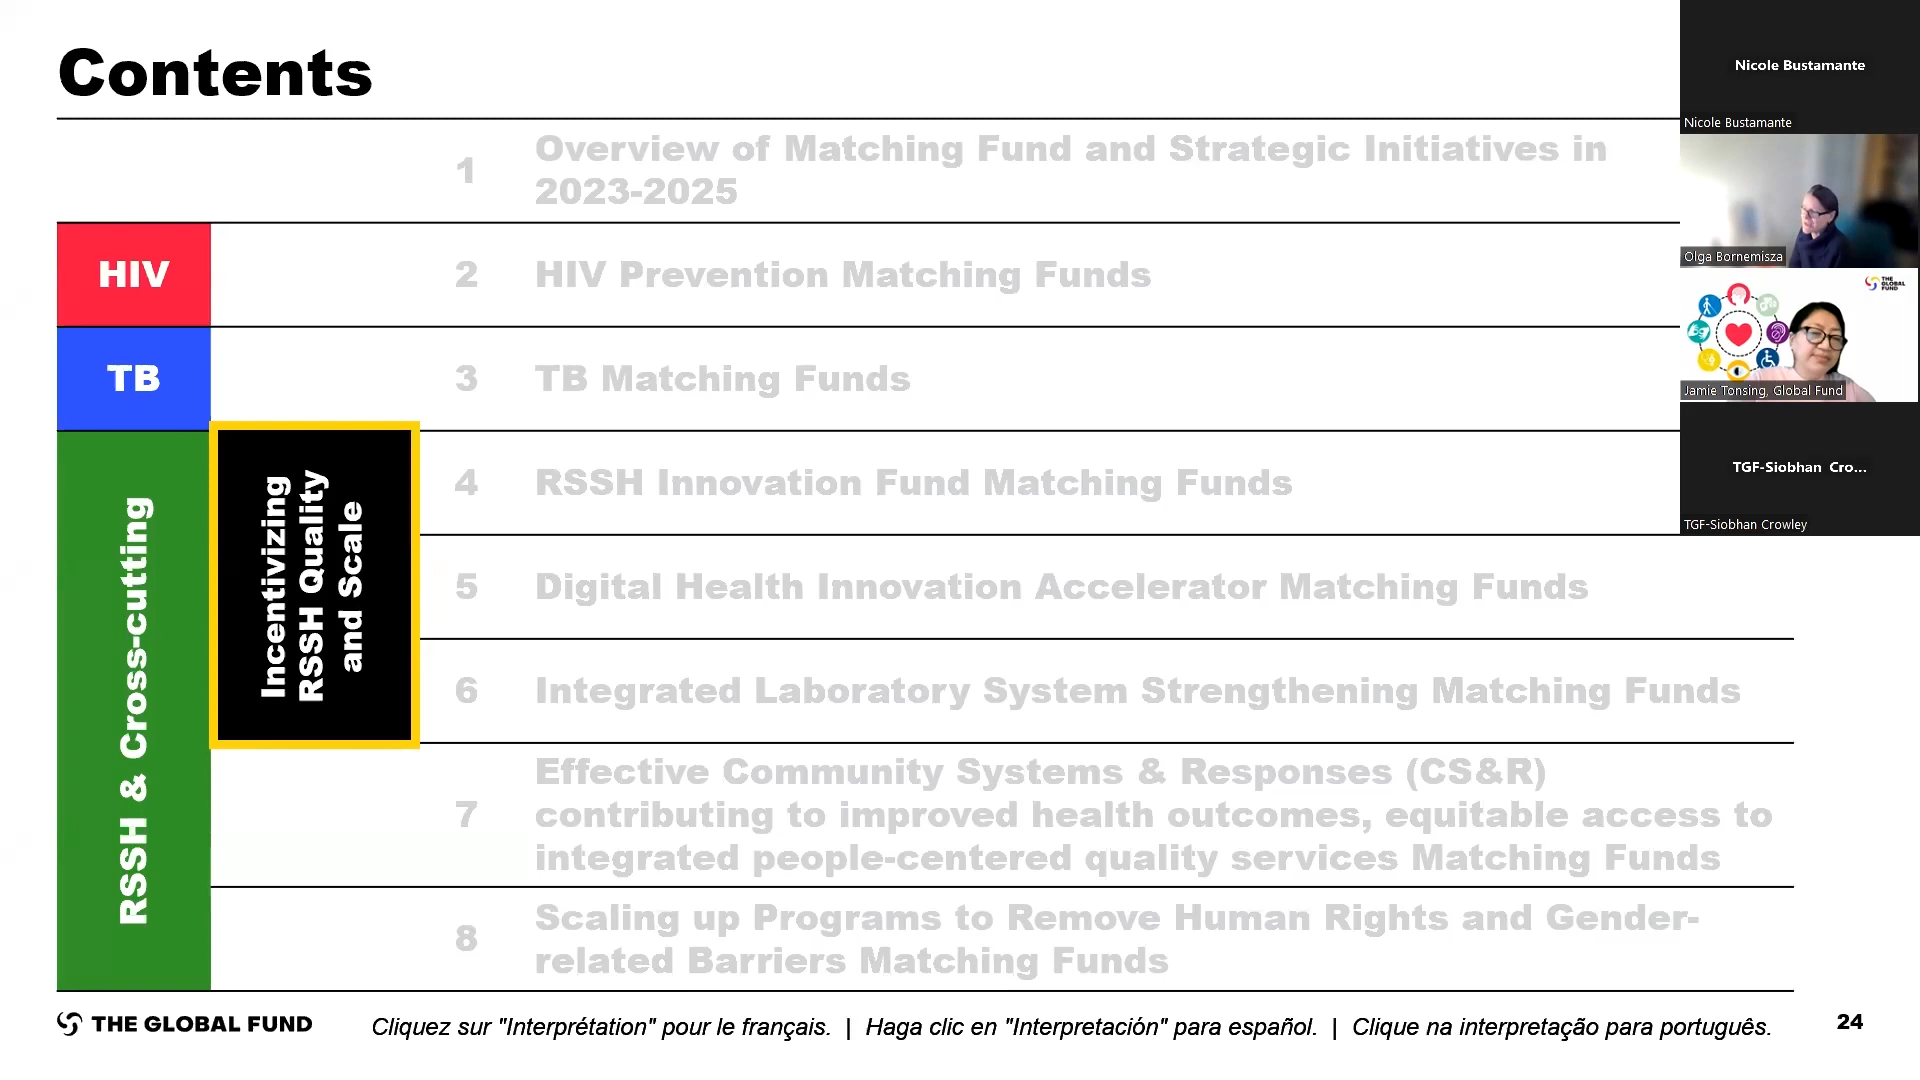 Contents
1
Overview of Matching Fund and Strategic Initiatives in
2023-2025
HIV
2
HIV Prevention Matching Funds
TB
3
TB Matching Funds
RSSH & Cross-cutting
Incentivizing
RSSH Quality
and Scale
4
RSSH Innovation Fund Matching Funds
5
Digital Health Innovation Accelerator Matching Funds
6
Integrated Laboratory System Strengthening Matching Funds
7
Effective Community Systems & Responses (CS&R)
contributing to improved health outcomes, equitable access to
integrated people-centered quality services Matching Funds
8
Scaling up Programs to Remove Human Rights and Gender-
related Barriers Matching Funds
THE GLOBAL FUND
Cliquez sur "Interprétation" pour le français. | Haga clic en "Interpretación" para español. | Clique na interpretação para português.
24
Nicole Bustamante
Nicole Bustamante
Olga Bornemisza
THE
GLOBAL
FUND
Jamie Tonsing, Global Fund
TGF-Siobhan Cro...
TGF-Siobhan Crowley